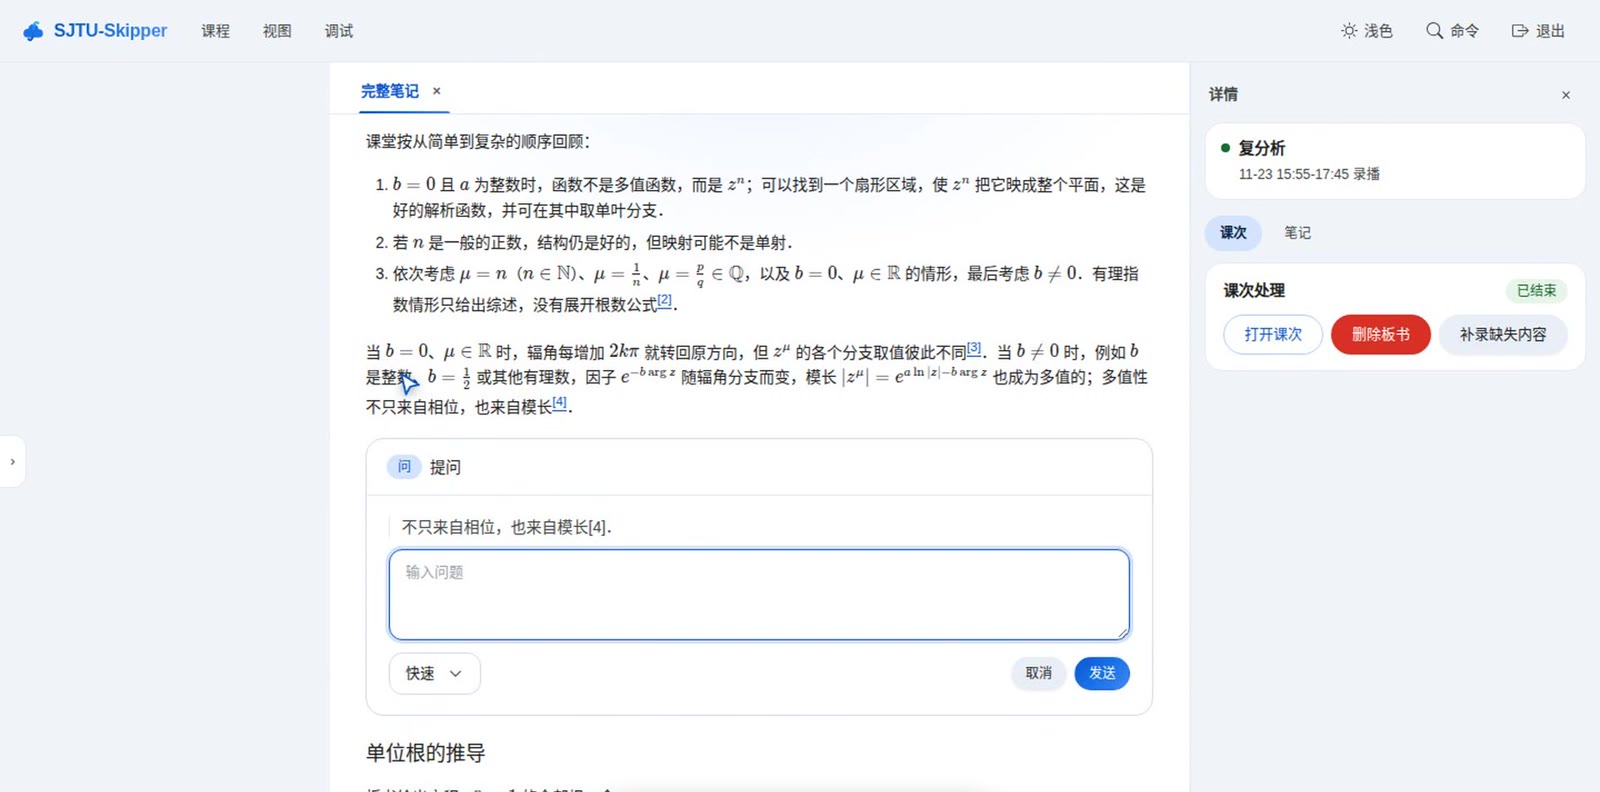 SJTU-Skipper 课程 视图 调试 浅色 命令 退出
完整笔记 ×
课堂按从简单到复杂的顺序回顾：
1. b = 0 且 a 为整数时，函数不是多值函数，而是 zⁿ；可以找到一个扇形区域，使 zⁿ 把它映成整个平面，这是
好的解析函数，并可在其中取单叶分支．
2. 若 n 是一般的正数，结构仍是好的，但映射可能不是单射．
3. 依次考虑 μ = n（n ∈ ℕ）、μ = 1/n、μ = p/q ∈ ℚ，以及 b = 0、μ ∈ ℝ 的情形，最后考虑 b ≠ 0．有理指
数情形只给出综述，没有展开根数公式[2]．
当 b = 0、μ ∈ ℝ 时，辐角每增加 2kπ 就转回原方向，但 z^μ 的各个分支取值彼此不同[3]．当 b ≠ 0 时，例如 b
是整数、b = 1/2 或其他有理数，因子 e^{-b arg z} 随辐角分支而变，模长 |z^μ| = e^{a ln |z| - b arg z} 也成为多值的；多值性
不只来自相位，也来自模长[4]．
问 提问
不只来自相位，也来自模长[4]．
输入问题
快速
取消 发送
单位根的推导
详情 ×
复分析
11-23 15:55-17:45 录播
课次 笔记
课次处理 已结束
打开课次 删除板书 补录缺失内容